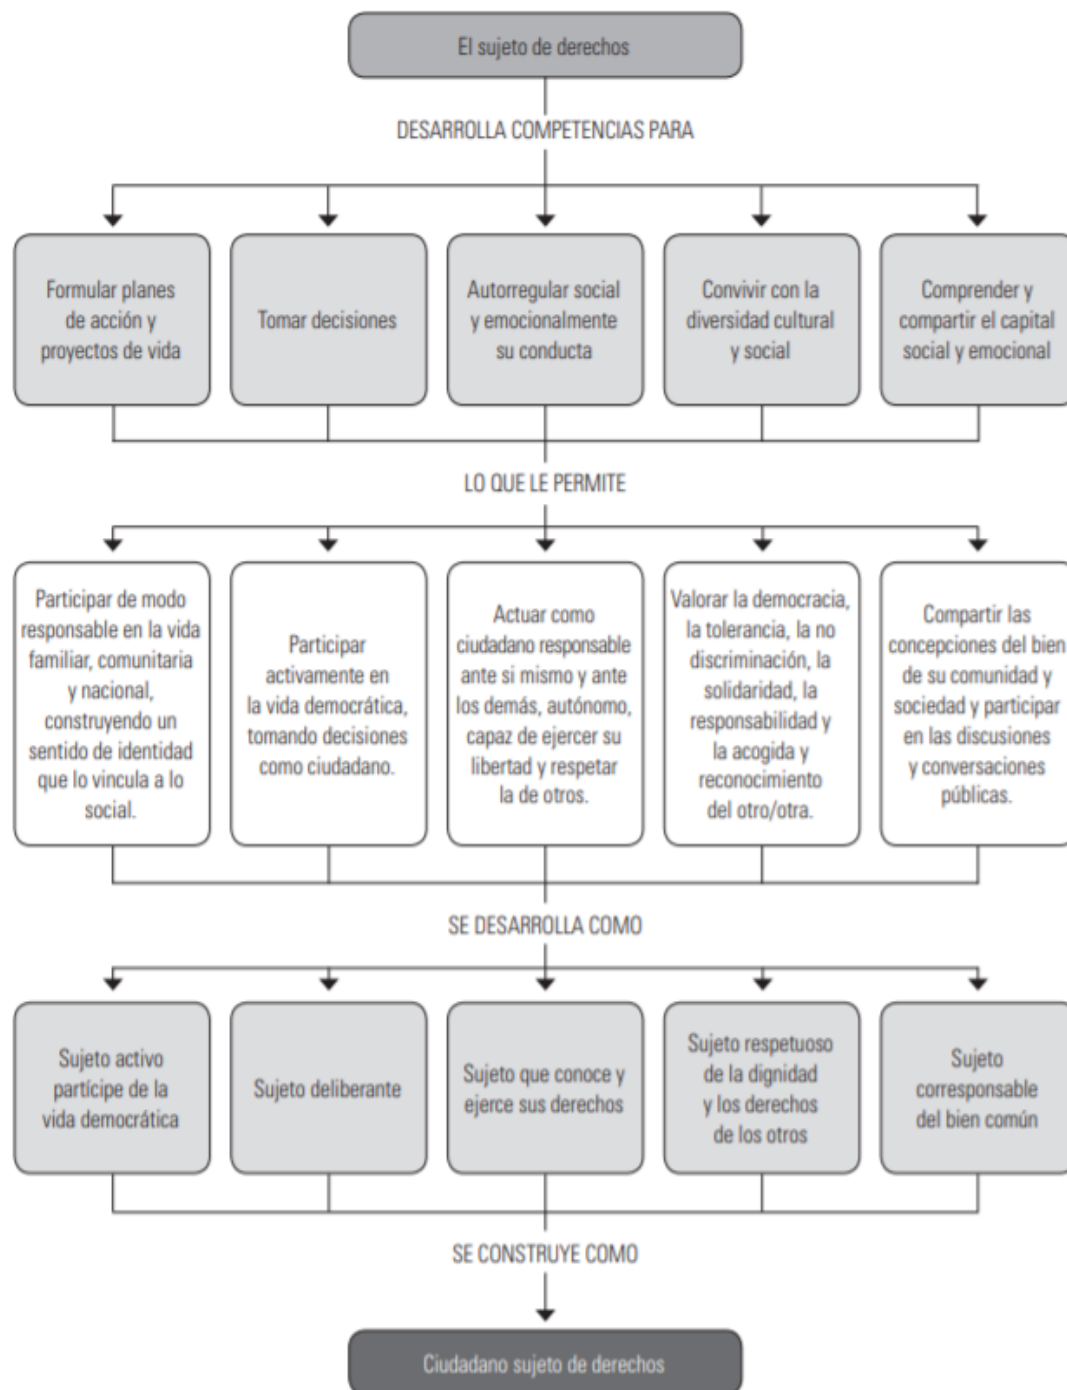 El sujeto de derechos
DESARROLLA COMPETENCIAS PARA
Formular planes
de acción y
proyectos de vida
Tomar decisiones
Autorregular social
y emocionalmente
su conducta
Convivir con la
diversidad cultural
y social
Comprender y
compartir el capital
social y emocional
LO QUE LE PERMITE
Participar de modo
responsable en la vida
familiar, comunitaria
y nacional,
construyendo un
sentido de identidad
que lo vincula a lo
social.
Participar
activamente en
la vida democrática,
tomando decisiones
como ciudadano.
Actuar como
ciudadano responsable
ante si mismo y ante
los demás, autónomo,
capaz de ejercer su
libertad y respetar
la de otros.
Valorar la democracia,
la tolerancia, la no
discriminación, la
solidaridad, la
responsabilidad y
la acogida y
reconocimiento
del otro/otra.
Compartir las
concepciones del bien
de su comunidad y
sociedad y participar
en las discusiones
y conversaciones
públicas.
SE DESARROLLA COMO
Sujeto activo
partícipe de la
vida democrática
Sujeto deliberante
Sujeto que conoce y
ejerce sus derechos
Sujeto respetuoso
de la dignidad
y los derechos
de los otros
Sujeto
corresponsable
del bien común
SE CONSTRUYE COMO
Ciudadano sujeto de derechos